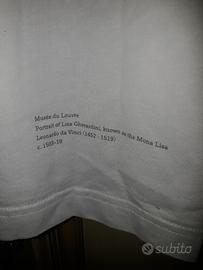 Musée du Louvre
Portrait of Lisa Gherardini, known as the Mona Lisa
Leonardo da Vinci (1452 - 1519)
c. 1503-19
subito